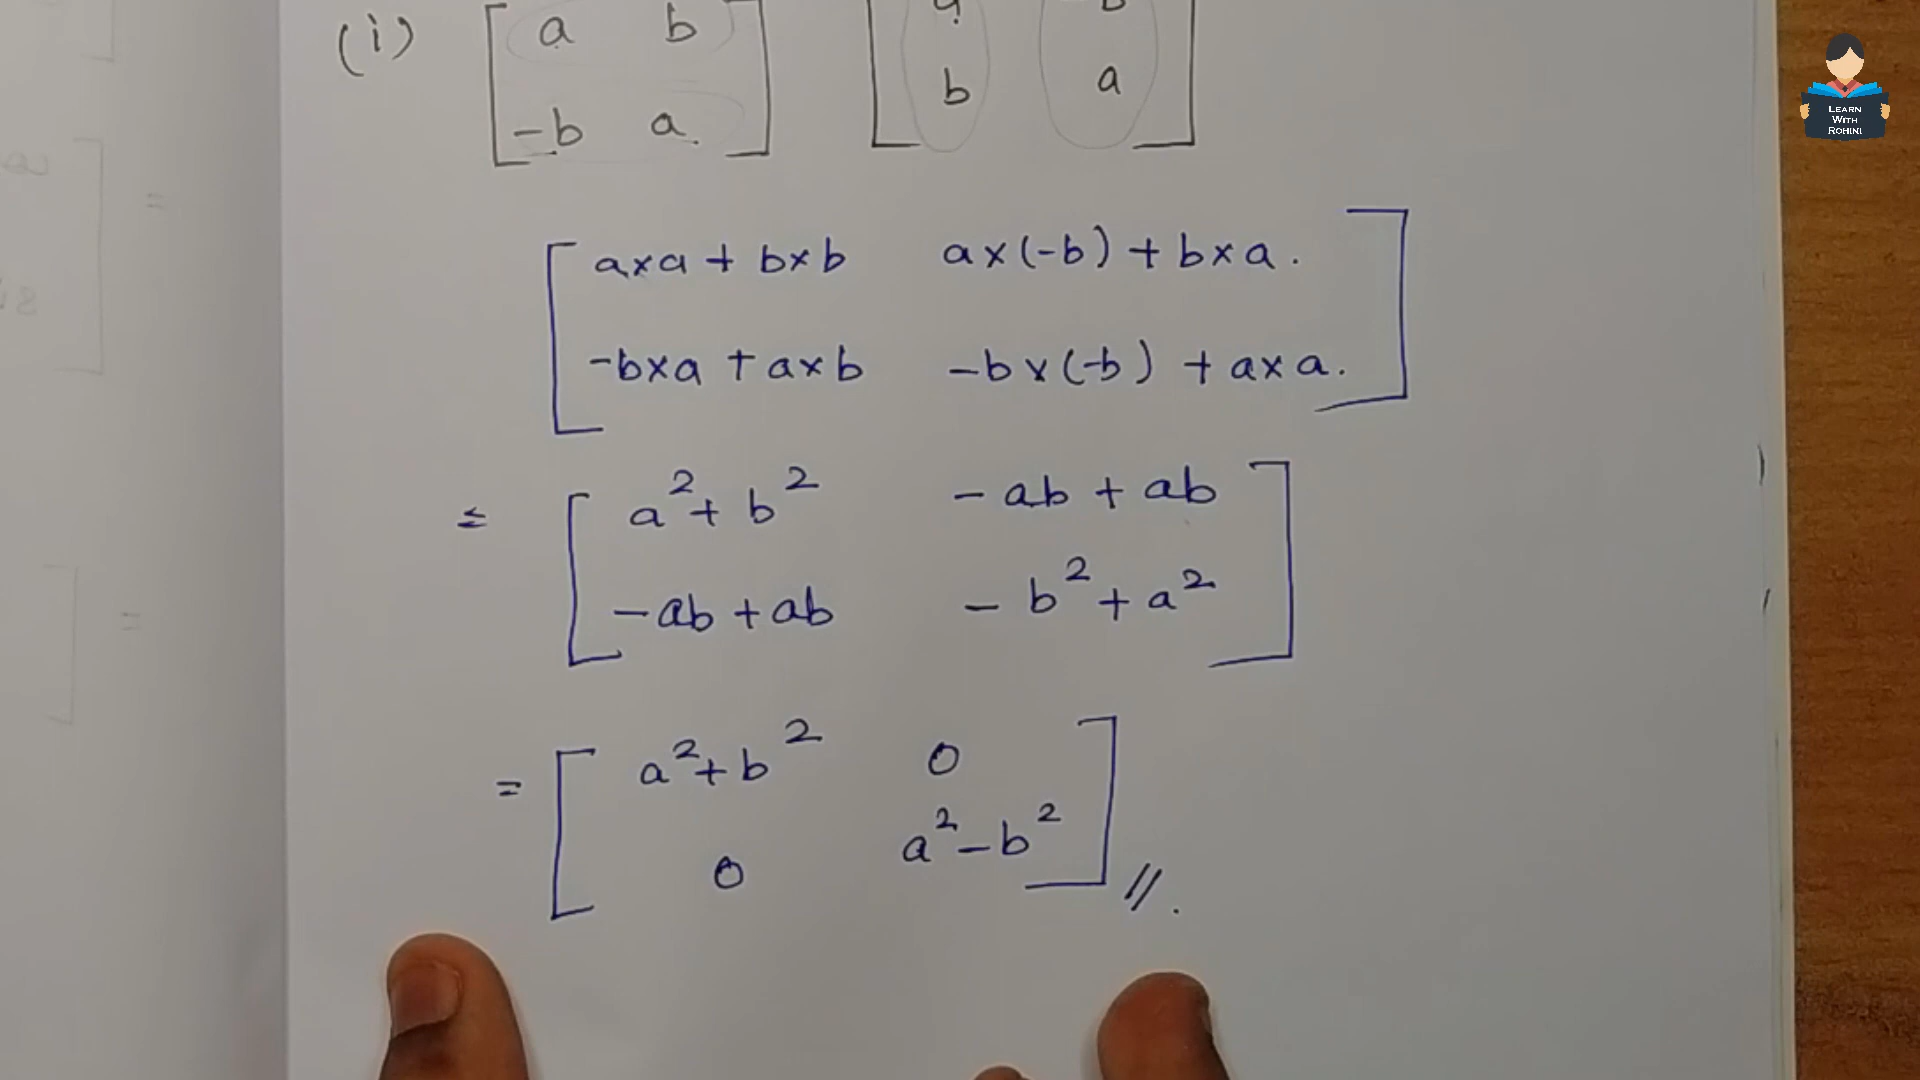 (i) [ a b ]
[ -b a. ] [ b a ]
[ a×a + b×b a×(-b) + b×a.
-b×a + a×b -b×(-b) + a×a. ]
= [ a² + b² - ab + ab
-ab + ab - b² + a² ]
= [ a² + b² 0
0 a² - b² ] //.
LEARN
WITH
ROHINI